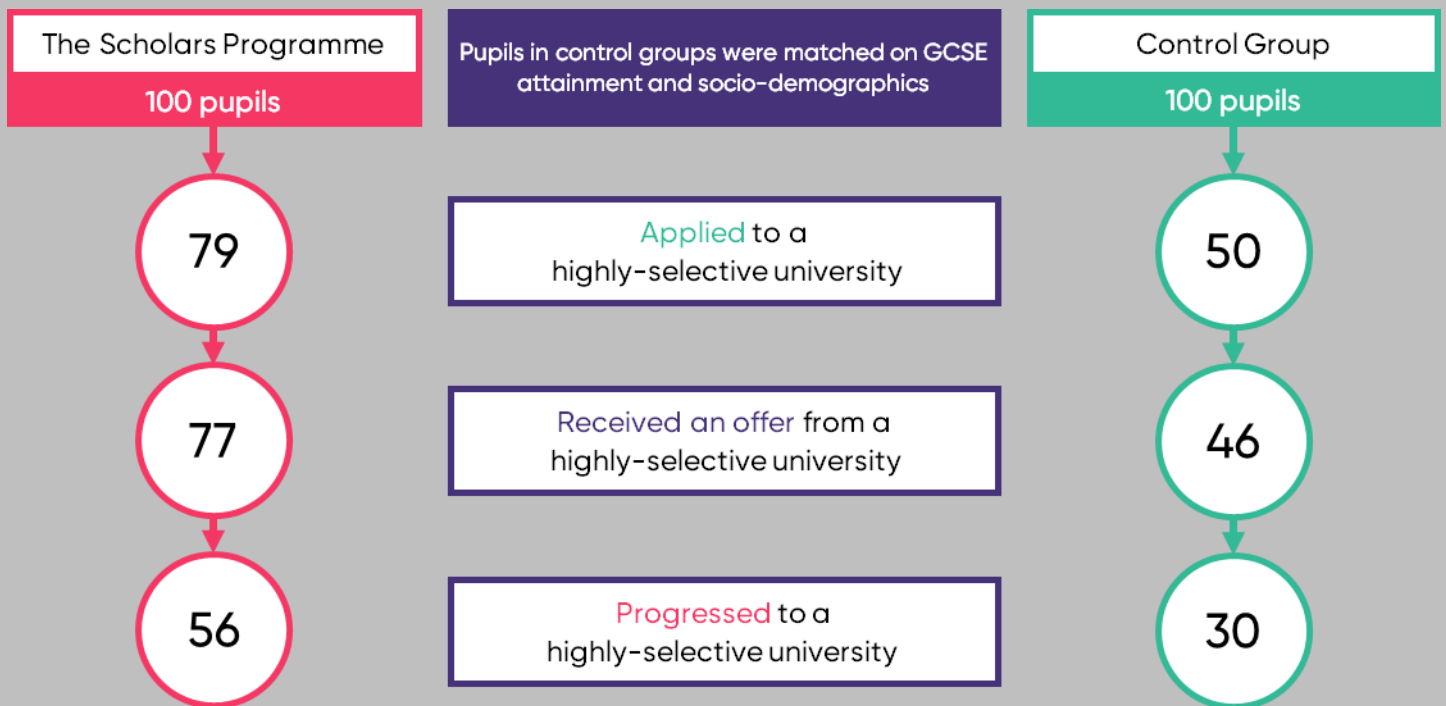 The Scholars Programme
100 pupils
Pupils in control groups were matched on GCSE
attainment and socio-demographics
Control Group
100 pupils
79
Applied to a
highly-selective university
50
77
Received an offer from a
highly-selective university
46
56
Progressed to a
highly-selective university
30